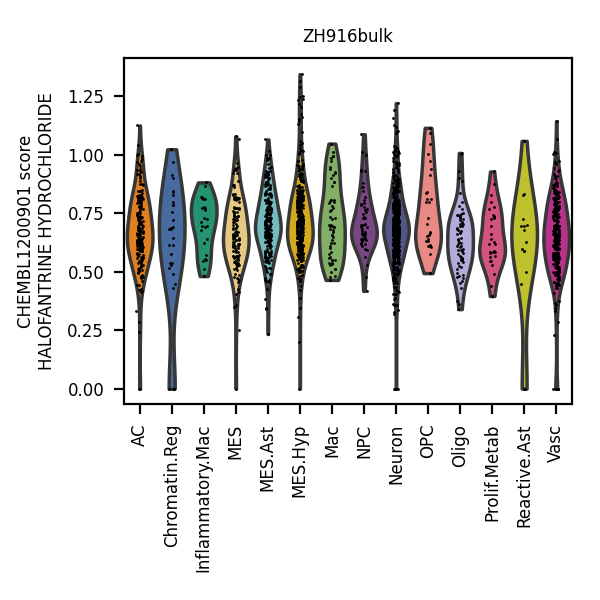 ZH916bulk
CHEMBL1200901 score
HALOFANTRINE HYDROCHLORIDE
1.25
1.00
0.75
0.50
0.25
0.00
AC
Chromatin.Reg
Inflammatory.Mac
MES
MES.Ast
MES.Hyp
Mac
NPC
Neuron
OPC
Oligo
Prolif.Metab
Reactive.Ast
Vasc